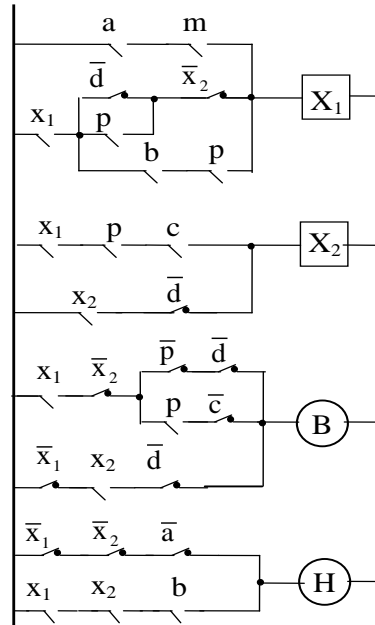 a m
d̅ x̅₂ X₁
x₁ p
b p
x₁ p c X₂
x₂ d̅
p̅ d̅
x₁ x̅₂ p c̅ B
x̅₁ x₂ d̅
x̅₁ x̅₂ a̅ H
x₁ x₂ b